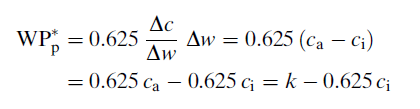 WP*p = 0.625 Δc/Δw Δw = 0.625 (ca − ci)
= 0.625 ca − 0.625 ci = k − 0.625 ci